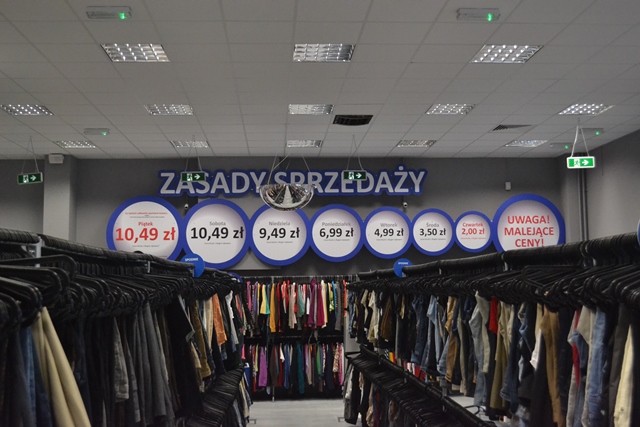 ZASADY SPRZEDAŻY
Piątek
10,49 zł
Sobota
10,49 zł
Niedziela
9,49 zł
Poniedziałek
6,99 zł
Wtorek
4,99 zł
Środa
3,50 zł
Czwartek
2,00 zł
UWAGA!
MALEJĄCE
CENY!